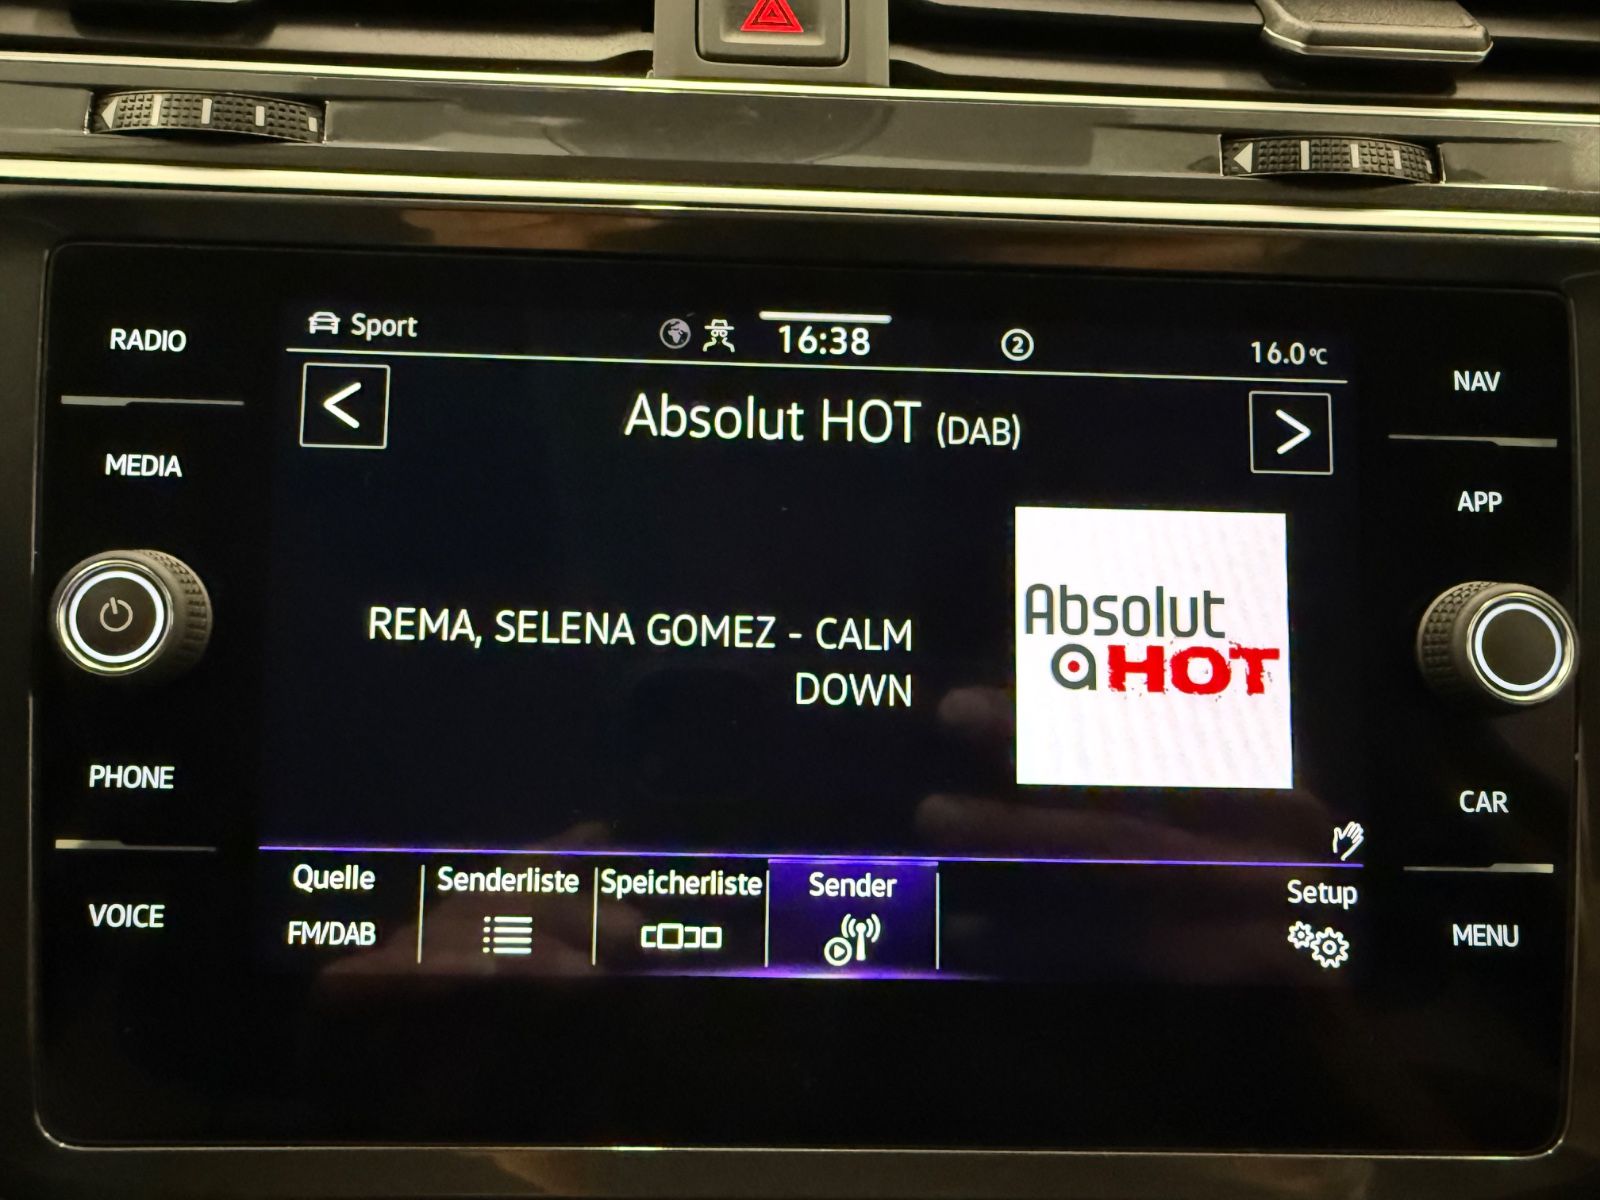 RADIO
MEDIA
PHONE
VOICE
Sport
16:38
2
16.0°C
<
Absolut HOT (DAB)
>
REMA, SELENA GOMEZ - CALM
DOWN
Absolut
a HOT
Quelle
FM/DAB
Senderliste
Speicherliste
Sender
Setup
NAV
APP
CAR
MENU